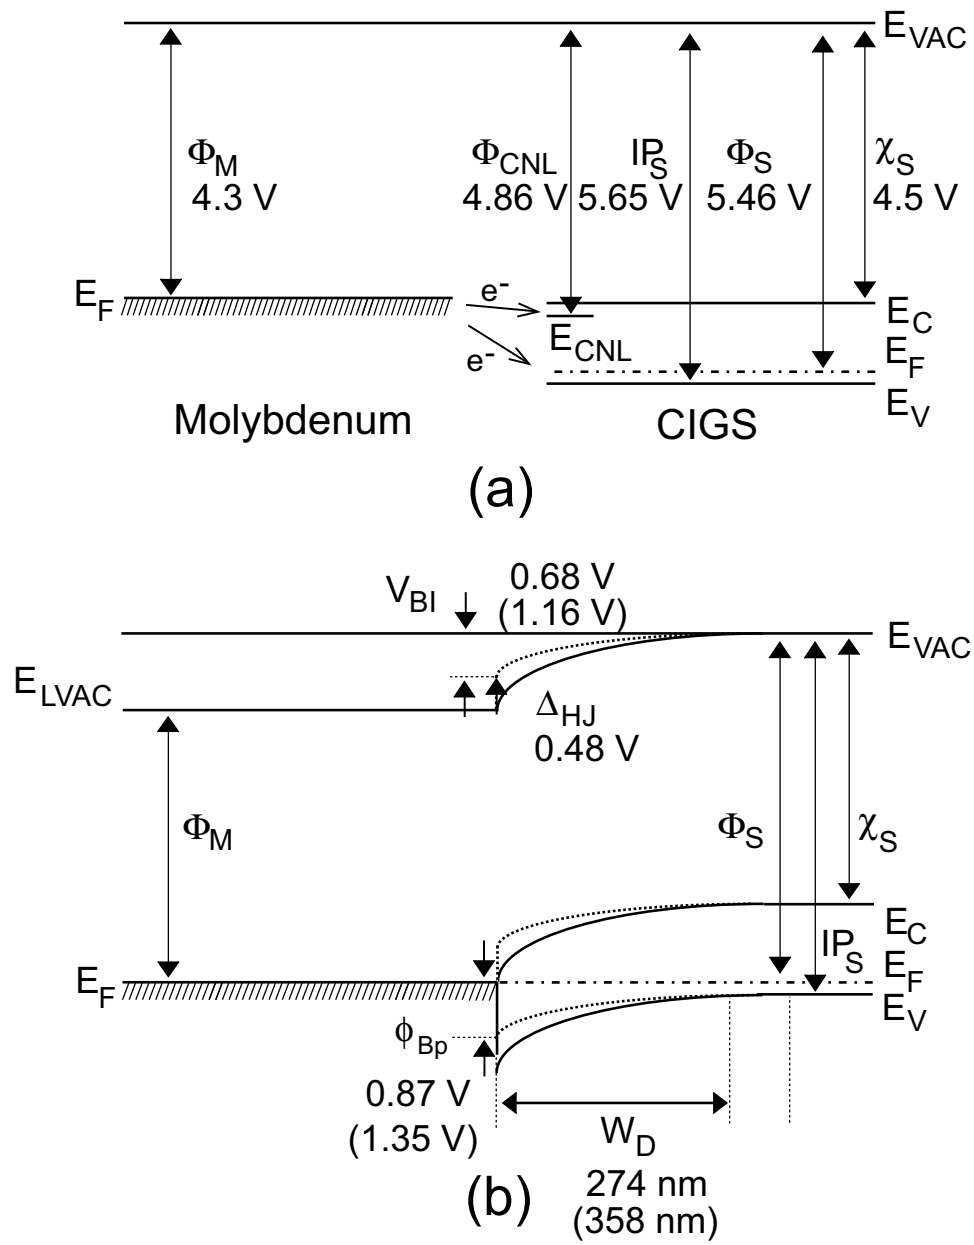 E_VAC
Φ_M
4.3 V
Φ_CNL
4.86 V
IP_S
5.65 V
Φ_S
5.46 V
χ_S
4.5 V
E_F
e-
e-
E_C
E_CNL
E_F
E_V
Molybdenum
CIGS
(a)
V_BI
0.68 V
(1.16 V)
E_VAC
E_LVAC
Δ_HJ
0.48 V
Φ_M
Φ_S
χ_S
E_C
IP_S
E_F
E_F
E_V
ϕ_Bp
0.87 V
(1.35 V)
W_D
274 nm
(358 nm)
(b)